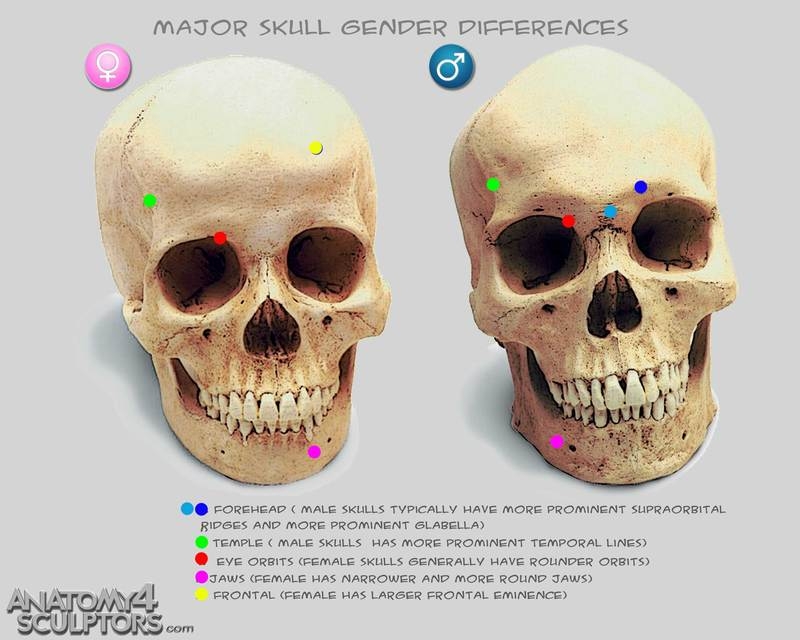 MAJOR SKULL GENDER DIFFERENCES
FOREHEAD ( MALE SKULLS TYPICALLY HAVE MORE PROMINENT SUPRAORBITAL
RIDGES AND MORE PROMINENT GLABELLA)
TEMPLE ( MALE SKULLS HAS MORE PROMINENT TEMPORAL LINES)
EYE ORBITS (FEMALE SKULLS GENERALLY HAVE ROUNDER ORBITS)
JAWS (FEMALE HAS NARROWER AND MORE ROUND JAWS)
FRONTAL (FEMALE HAS LARGER FRONTAL EMINENCE)
ANATOMY4
SCULPTORS.com